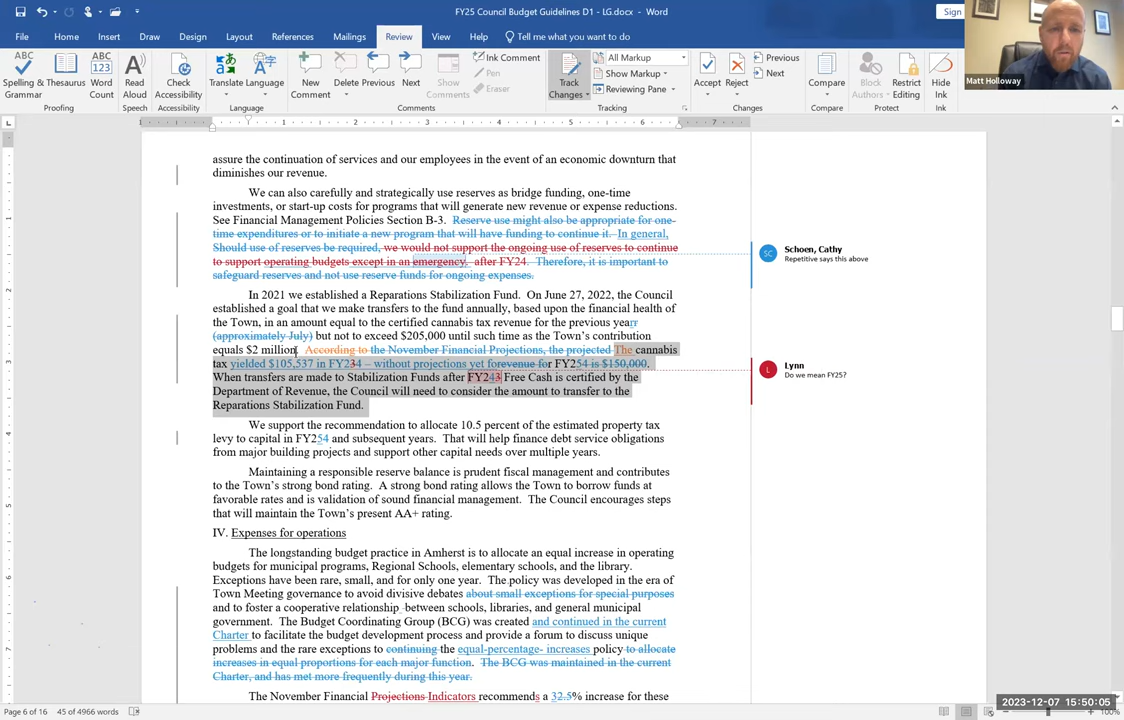 FY25 Council Budget Guidelines D1 - LG.docx - Word
Sign
File Home Insert Draw Design Layout References Mailings Review View Help Tell me what you want to do
Spelling & Grammar
Thesaurus
Word Count
Proofing
Read Aloud
Speech
Check Accessibility
Accessibility
Translate
Language
Language
New Comment
Delete
Previous
Next
Show Comments
Comments
Ink Comment
Pen
Eraser
Track Changes
All Markup
Show Markup
Reviewing Pane
Tracking
Accept
Reject
Previous
Next
Changes
Compare
Compare
Block Authors
Restrict Editing
Protect
Hide Ink
Ink
Matt Holloway
assure the continuation of services and our employees in the event of an economic downturn that
diminishes our revenue.
We can also carefully and strategically use reserves as bridge funding, one-time
investments, or start-up costs for programs that will generate new revenue or expense reductions.
See Financial Management Policies Section B-3. Reserve use might also be appropriate for one-
time expenditures or to initiate a new program that will have funding to continue it. In general,
Should use of reserves be required, we would not support the ongoing use of reserves to continue
to support operating budgets except in an emergency. after FY24. Therefore, it is important to
safeguard reserves and not use reserve funds for ongoing expenses.
In 2021 we established a Reparations Stabilization Fund. On June 27, 2022, the Council
established a goal that we make transfers to the fund annually, based upon the financial health of
the Town, in an amount equal to the certified cannabis tax revenue for the previous yearr
(approximately July) but not to exceed $205,000 until such time as the Town's contribution
equals $2 million. According to the November Financial Projections, the projected The cannabis
tax yielded $105,537 in FY234 – without projections yet forevenue for FY254 is $150,000.
When transfers are made to Stabilization Funds after FY243 Free Cash is certified by the
Department of Revenue, the Council will need to consider the amount to transfer to the
Reparations Stabilization Fund.
We support the recommendation to allocate 10.5 percent of the estimated property tax
levy to capital in FY254 and subsequent years. That will help finance debt service obligations
from major building projects and support other capital needs over multiple years.
Maintaining a responsible reserve balance is prudent fiscal management and contributes
to the Town's strong bond rating. A strong bond rating allows the Town to borrow funds at
favorable rates and is validation of sound financial management. The Council encourages steps
that will maintain the Town's present AA+ rating.
IV. Expenses for operations
The longstanding budget practice in Amherst is to allocate an equal increase in operating
budgets for municipal programs, Regional Schools, elementary schools, and the library.
Exceptions have been rare, small, and for only one year. The policy was developed in the era of
Town Meeting governance to avoid divisive debates about small exceptions for special purposes
and to foster a cooperative relationship between schools, libraries, and general municipal
government. The Budget Coordinating Group (BCG) was created and continued in the current
Charter to facilitate the budget development process and provide a forum to discuss unique
problems and the rare exceptions to continuing the equal-percentage- increases policy to allocate
increases in equal proportions for each major function. The BCG was maintained in the current
Charter, and has met more frequently during this year.
The November Financial Projections Indicators recommends a 32.5% increase for these
SC
Schoen, Cathy
Repetitive says this above
L
Lynn
Do we mean FY25?
Page 6 of 16 45 of 4966 words
2023-12-07 15:50:05
100%